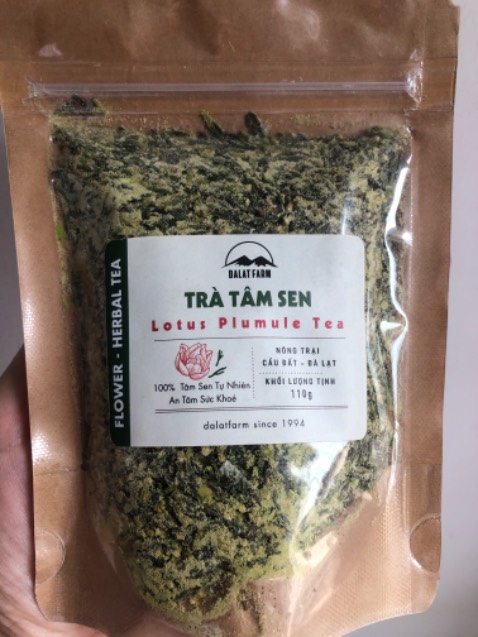 DALAT FARM
TRÀ TÂM SEN
Lotus Plumule Tea
FLOWER - HERBAL TEA
100% Tâm Sen Tự Nhiên
An Tâm Sức Khoẻ
NÔNG TRẠI
CẦU ĐẤT - ĐÀ LẠT
KHỐI LƯỢNG TỊNH
110g
dalatfarm since 1994